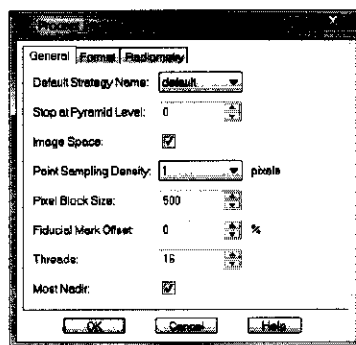 General Format Radiometry
Default Strategy Name: default
Stop at Pyramid Level: 0
Image Space:
Point Sampling Density: 1 pixels
Pixel Block Size: 500
Fiducial Mark Offset: 0 %
Threads: 16
Most Nadir:
OK Cancel Help